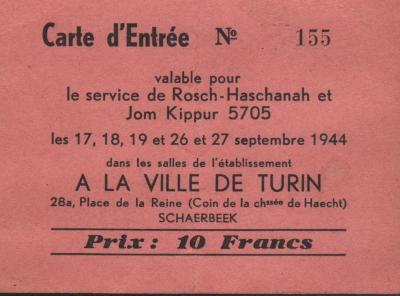 Carte d'Entrée No 155
valable pour
le service de Rosch-Haschanah et
Jom Kippur 5705
les 17, 18, 19 et 26 et 27 septembre 1944
dans les salles de l'établissement
A LA VILLE DE TURIN
28a, Place de la Reine (Coin de la chssée de Haecht)
SCHAERBEEK
Prix : 10 Francs